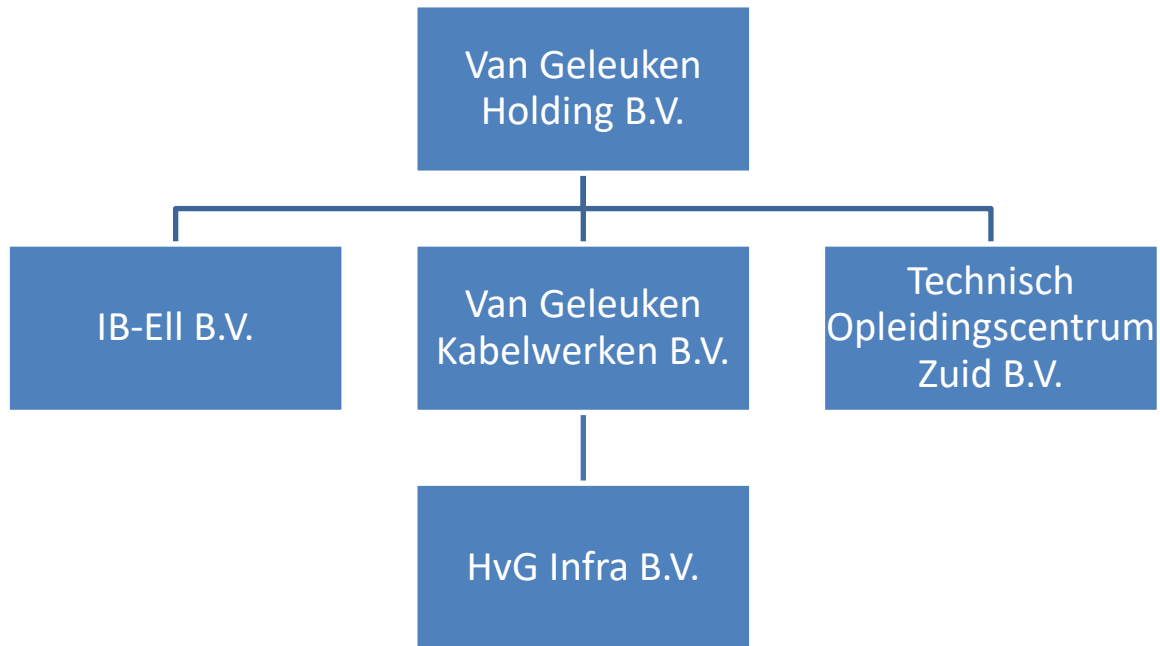 Van Geleuken
Holding B.V.
IB-Ell B.V.
Van Geleuken
Kabelwerken B.V.
Technisch
Opleidingscentrum
Zuid B.V.
HvG Infra B.V.